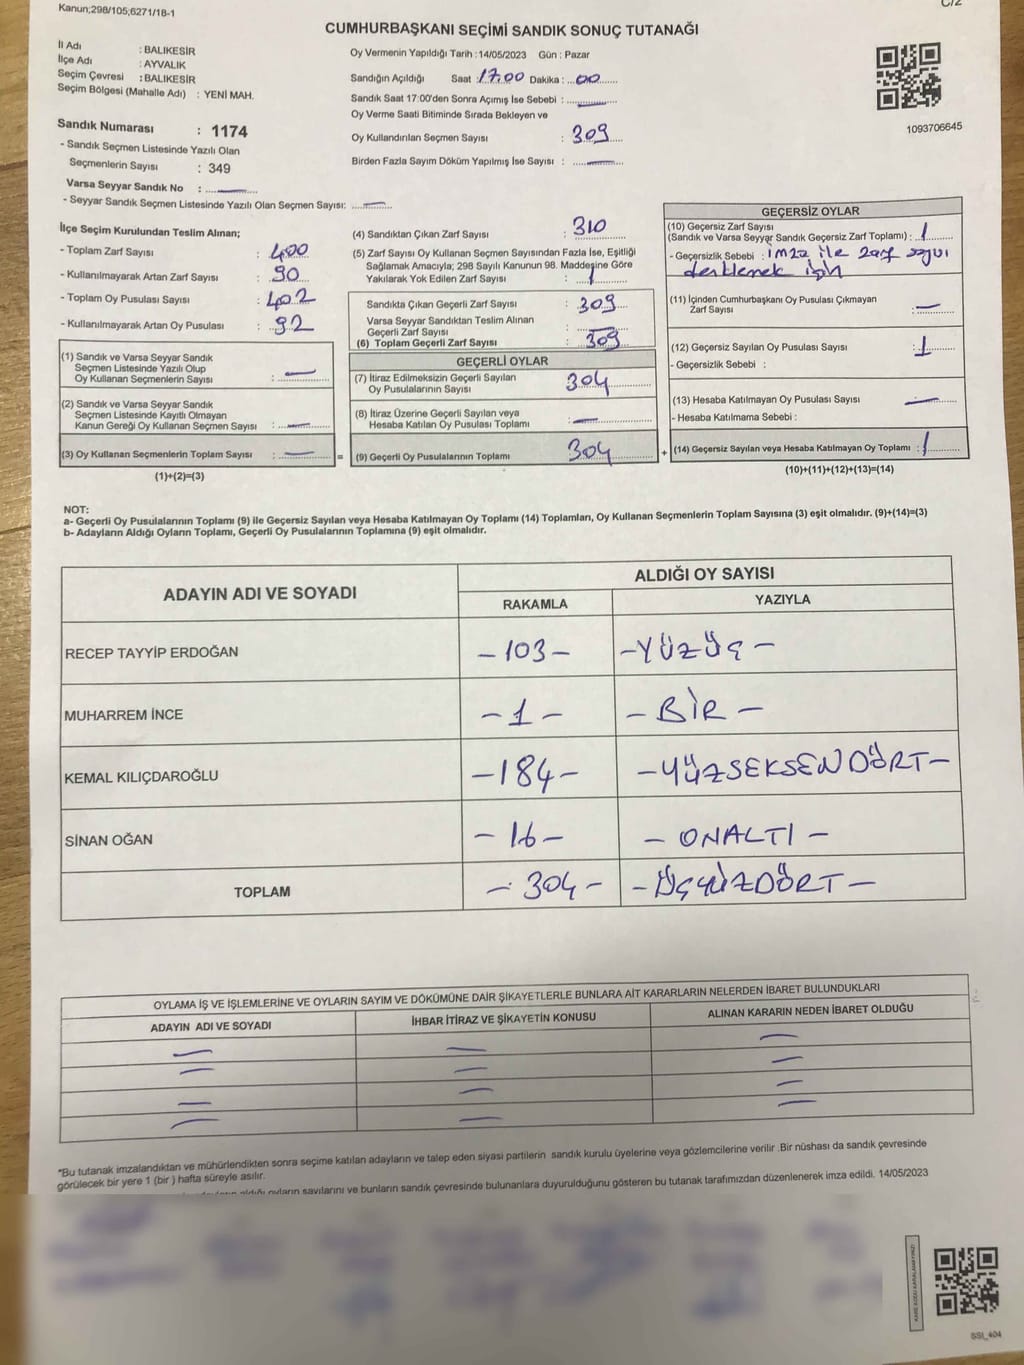 Kanun;298/105;6271/18-1
C/2
CUMHURBAŞKANI SEÇİMİ SANDIK SONUÇ TUTANAĞI
İl Adı : BALIKESİR
İlçe Adı : AYVALIK
Seçim Çevresi : BALIKESİR
Seçim Bölgesi (Mahalle Adı) : YENİ MAH.
Sandık Numarası : 1174
- Sandık Seçmen Listesinde Yazılı Olan
Seçmenlerin Sayısı : 349
Varsa Seyyar Sandık No : —
- Seyyar Sandık Seçmen Listesinde Yazılı Olan Seçmen Sayısı: —
Oy Vermenin Yapıldığı Tarih : 14/05/2023 Gün : Pazar
Sandığın Açıldığı Saat : 17.00 Dakika : 00
Sandık Saat 17:00'den Sonra Açımış İse Sebebi : —
Oy Verme Saati Bitiminde Sırada Bekleyen ve
Oy Kullandırılan Seçmen Sayısı : 309
Birden Fazla Sayım Döküm Yapılmış İse Sayısı : —
1093706645
İlçe Seçim Kurulundan Teslim Alınan;
- Toplam Zarf Sayısı : 400
- Kullanılmayarak Artan Zarf Sayısı : 90
- Toplam Oy Pusulası Sayısı : 402
- Kullanılmayarak Artan Oy Pusulası : 92
(1) Sandık ve Varsa Seyyar Sandık
Seçmen Listesinde Yazılı Olup
Oy Kullanan Seçmenlerin Sayısı : —
(2) Sandık ve Varsa Seyyar Sandık
Seçmen Listesinde Kayıtlı Olmayan
Kanun Gereği Oy Kullanan Seçmen Sayısı : —
(3) Oy Kullanan Seçmenlerin Toplam Sayısı : — =
(1)+(2)=(3)
(4) Sandıktan Çıkan Zarf Sayısı : 310
(5) Zarf Sayısı Oy Kullanan Seçmen Sayısından Fazla İse, Eşitliği
Sağlamak Amacıyla; 298 Sayılı Kanunun 98. Maddesine Göre
Yakılarak Yok Edilen Zarf Sayısı : 1
Sandıkta Çıkan Geçerli Zarf Sayısı : 309
Varsa Seyyar Sandıktan Teslim Alınan
Geçerli Zarf Sayısı : —
(6) Toplam Geçerli Zarf Sayısı : 309
GEÇERLİ OYLAR
(7) İtiraz Edilmeksizin Geçerli Sayılan
Oy Pusulalarının Sayısı : 304
(8) İtiraz Üzerine Geçerli Sayılan veya
Hesaba Katılan Oy Pusulası Toplamı : —
(9) Geçerli Oy Pusulalarının Toplamı : 304 +
GEÇERSİZ OYLAR
(10) Geçersiz Zarf Sayısı
(Sandık ve Varsa Seyyar Sandık Geçersiz Zarf Toplamı) : 1
- Geçersizlik Sebebi : imza ile zarf sayısı
denklemek için
(11) İçinden Cumhurbaşkanı Oy Pusulası Çıkmayan
Zarf Sayısı : —
(12) Geçersiz Sayılan Oy Pusulası Sayısı : 1
- Geçersizlik Sebebi :
(13) Hesaba Katılmayan Oy Pusulası Sayısı : —
- Hesaba Katılmama Sebebi :
(14) Geçersiz Sayılan veya Hesaba Katılmayan Oy Toplamı : 1
(10)+(11)+(12)+(13)=(14)
NOT:
a- Geçerli Oy Pusulalarının Toplamı (9) ile Geçersiz Sayılan veya Hesaba Katılmayan Oy Toplamı (14) Toplamları, Oy Kullanan Seçmenlerin Toplam Sayısına (3) eşit olmalıdır. (9)+(14)=(3)
b- Adayların Aldığı Oyların Toplamı, Geçerli Oy Pusulalarının Toplamına (9) eşit olmalıdır.
ADAYIN ADI VE SOYADI
ALDIĞI OY SAYISI
RAKAMLA YAZIYLA
RECEP TAYYİP ERDOĞAN – 103 – – YÜZÜÇ –
MUHARREM İNCE – 1 – – BİR –
KEMAL KILIÇDAROĞLU – 184 – – YÜZSEKSENDÖRT –
SİNAN OĞAN – 16 – – ONALTI –
TOPLAM – 304 – – ÜÇYÜZDÖRT –
OYLAMA İŞ VE İŞLEMLERİNE VE OYLARIN SAYIM VE DÖKÜMÜNE DAİR ŞİKAYETLERLE BUNLARA AİT KARARLARIN NELERDEN İBARET BULUNDUKLARI
ADAYIN ADI VE SOYADI İHBAR İTİRAZ VE ŞİKAYETİN KONUSU ALINAN KARARIN NEDEN İBARET OLDUĞU
— — —
— — —
— — —
— — —
*Bu tutanak imzalandıktan ve mühürlendikten sonra seçime katılan adayların ve talep eden siyasi partilerin sandık kurulu üyelerine veya gözlemcilerine verilir .Bir nüshası da sandık çevresinde
görülecek bir yere 1 (bir ) hafta süreyle asılır.
aldığı oyların sayılarını ve bunların sandık çevresinde bulunanlara duyurulduğunu gösteren bu tutanak tarafımızdan düzenlenerek imza edildi. 14/05/2023
KARE KODU KARALAMAYINIZ!
SSI_404